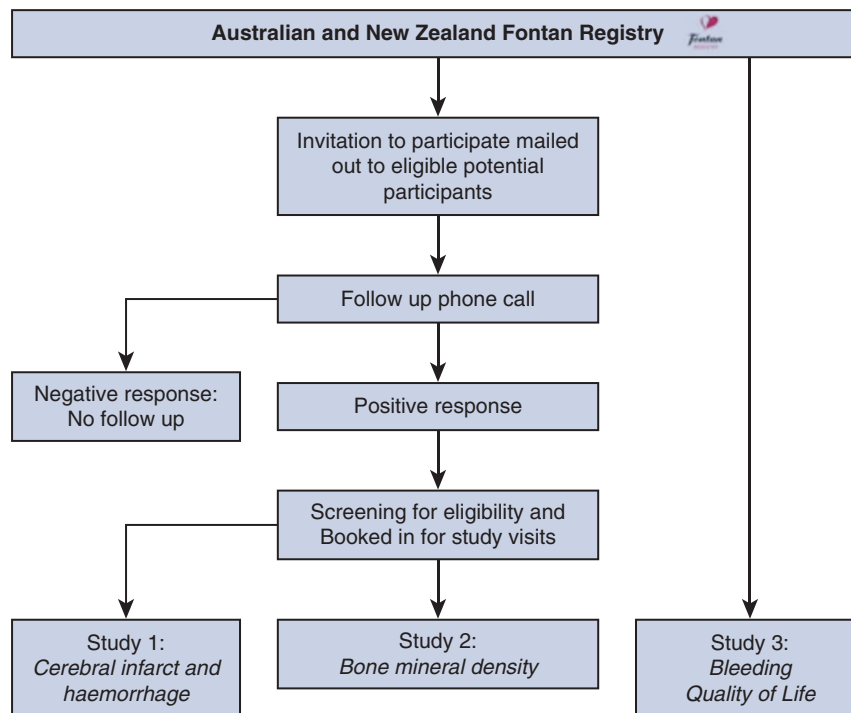 Australian and New Zealand Fontan Registry
Fontan
Invitation to participate mailed
out to eligible potential
participants
Follow up phone call
Negative response:
No follow up
Positive response
Screening for eligibility and
Booked in for study visits
Study 1:
Cerebral infarct and
haemorrhage
Study 2:
Bone mineral density
Study 3:
Bleeding
Quality of Life